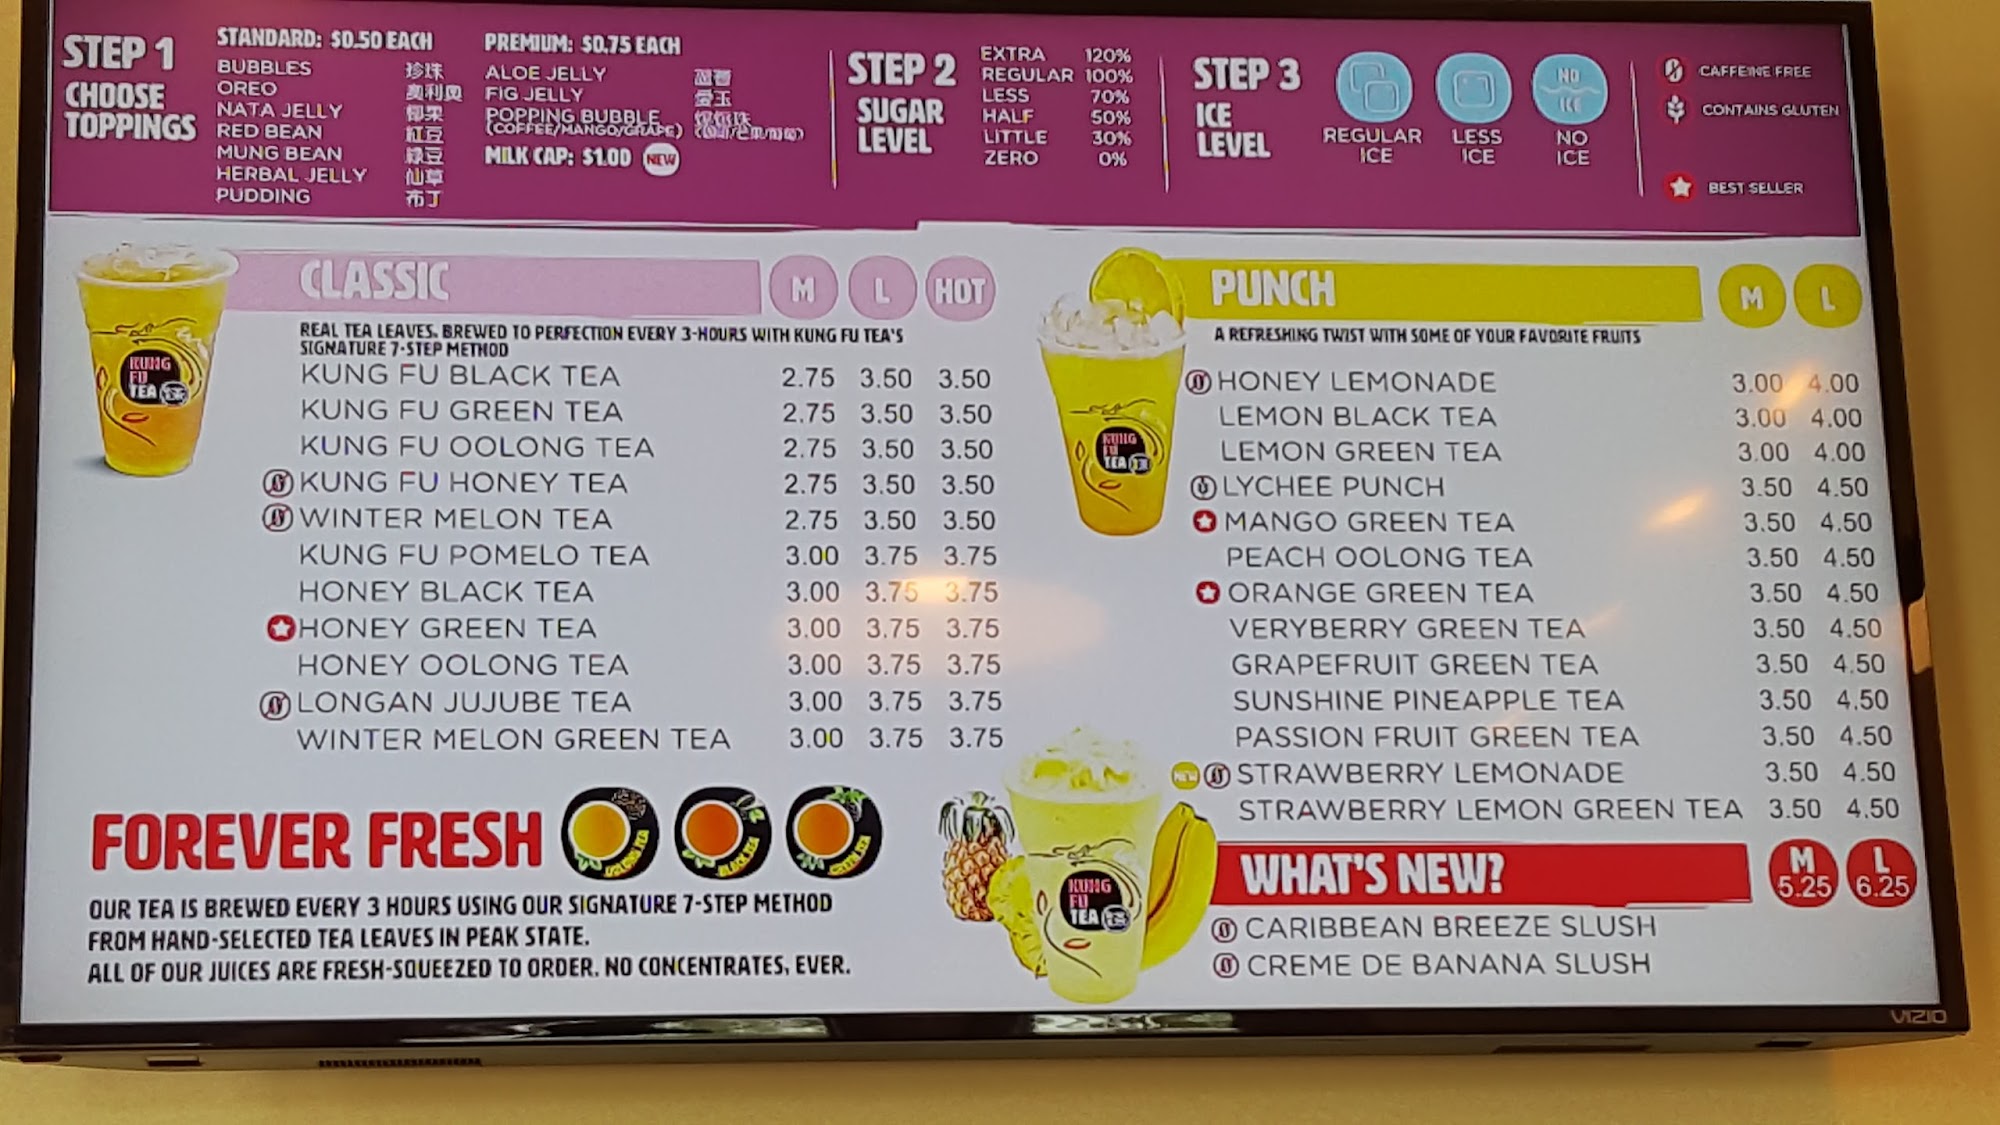 STEP 1
CHOOSE
TOPPINGS
STANDARD: $0.50 EACH
BUBBLES 珍珠
OREO 奧利奧
NATA JELLY 椰果
RED BEAN 紅豆
MUNG BEAN 綠豆
HERBAL JELLY 仙草
PUDDING 布丁
PREMIUM: $0.75 EACH
ALOE JELLY 蘆薈
FIG JELLY 愛玉
POPPING BUBBLE
(COFFEE/MANGO/GRAPE)
MILK CAP: $1.00 NEW
STEP 2
SUGAR
LEVEL
EXTRA 120%
REGULAR 100%
LESS 70%
HALF 50%
LITTLE 30%
ZERO 0%
STEP 3
ICE
LEVEL
REGULAR
ICE
LESS
ICE
NO
ICE
NO
ICE
CAFFEINE FREE
CONTAINS GLUTEN
BEST SELLER
CLASSIC M L HOT
REAL TEA LEAVES. BREWED TO PERFECTION EVERY 3-HOURS WITH KUNG FU TEA'S
SIGNATURE 7-STEP METHOD
KUNG FU BLACK TEA 2.75 3.50 3.50
KUNG FU GREEN TEA 2.75 3.50 3.50
KUNG FU OOLONG TEA 2.75 3.50 3.50
KUNG FU HONEY TEA 2.75 3.50 3.50
WINTER MELON TEA 2.75 3.50 3.50
KUNG FU POMELO TEA 3.00 3.75 3.75
HONEY BLACK TEA 3.00 3.75 3.75
HONEY GREEN TEA 3.00 3.75 3.75
HONEY OOLONG TEA 3.00 3.75 3.75
LONGAN JUJUBE TEA 3.00 3.75 3.75
WINTER MELON GREEN TEA 3.00 3.75 3.75
KUNG
FU
TEA
FOREVER FRESH
OOLONG TEA
BLACK TEA
GREEN TEA
OUR TEA IS BREWED EVERY 3 HOURS USING OUR SIGNATURE 7-STEP METHOD
FROM HAND-SELECTED TEA LEAVES IN PEAK STATE.
ALL OF OUR JUICES ARE FRESH-SQUEEZED TO ORDER. NO CONCENTRATES, EVER.
PUNCH M L
A REFRESHING TWIST WITH SOME OF YOUR FAVORITE FRUITS
HONEY LEMONADE 3.00 4.00
LEMON BLACK TEA 3.00 4.00
LEMON GREEN TEA 3.00 4.00
LYCHEE PUNCH 3.50 4.50
MANGO GREEN TEA 3.50 4.50
PEACH OOLONG TEA 3.50 4.50
ORANGE GREEN TEA 3.50 4.50
VERYBERRY GREEN TEA 3.50 4.50
GRAPEFRUIT GREEN TEA 3.50 4.50
SUNSHINE PINEAPPLE TEA 3.50 4.50
PASSION FRUIT GREEN TEA 3.50 4.50
NEW STRAWBERRY LEMONADE 3.50 4.50
STRAWBERRY LEMON GREEN TEA 3.50 4.50
KUNG
FU
TEA
WHAT'S NEW? M 5.25 L 6.25
CARIBBEAN BREEZE SLUSH
CREME DE BANANA SLUSH
KUNG
FU
TEA
VIZIO